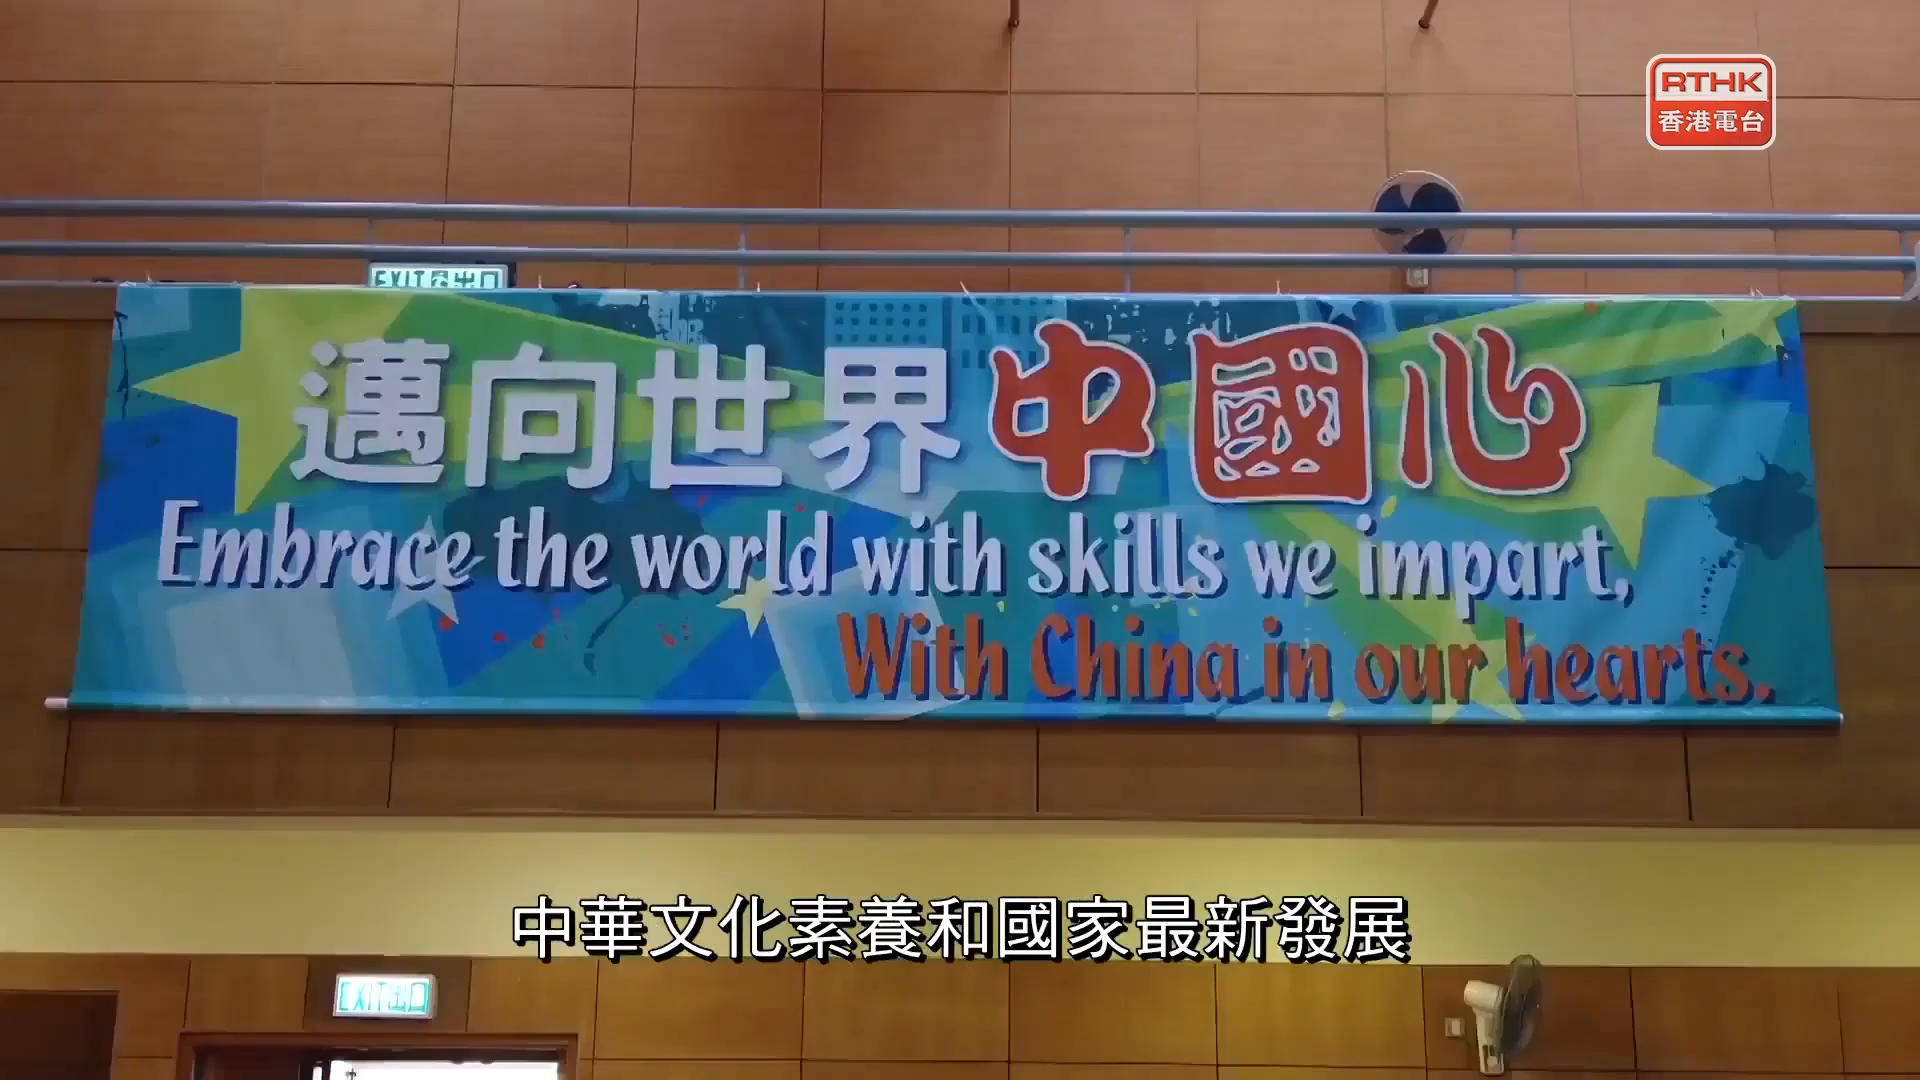 RTHK
香港電台
EXIT 出口
邁向世界中國心
Embrace the world with skills we impart,
With China in our hearts.
中華文化素養和國家最新發展
EXIT 出口